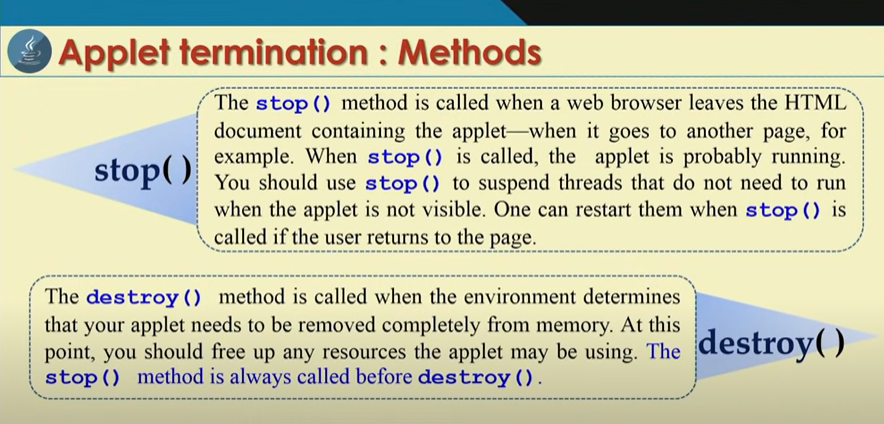 Applet termination : Methods
stop()
The stop() method is called when a web browser leaves the HTML
document containing the applet—when it goes to another page, for
example. When stop() is called, the applet is probably running.
You should use stop() to suspend threads that do not need to run
when the applet is not visible. One can restart them when stop() is
called if the user returns to the page.
The destroy() method is called when the environment determines
that your applet needs to be removed completely from memory. At this
point, you should free up any resources the applet may be using. The
stop() method is always called before destroy().
destroy()